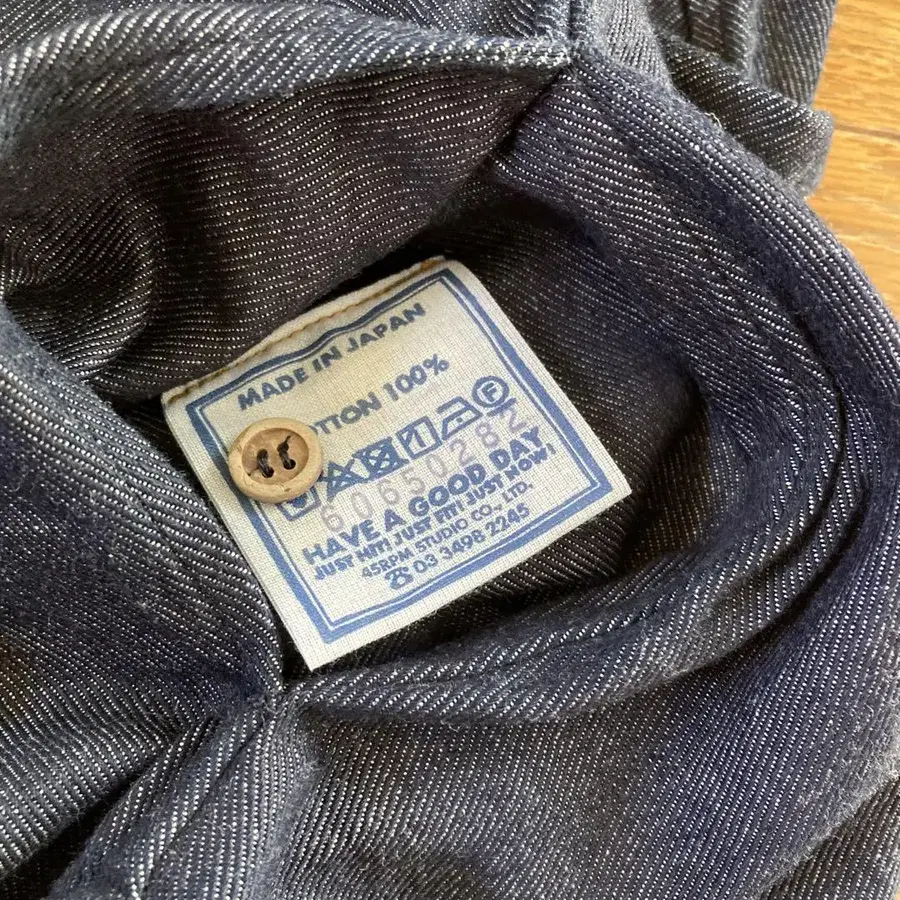 MADE IN JAPAN
COTTON 100%
F
60650282
HAVE A GOOD DAY
JUST HIT! JUST FIT! JUST NOW!
45RPM STUDIO CO., LTD.
☎ 03 3498 2245